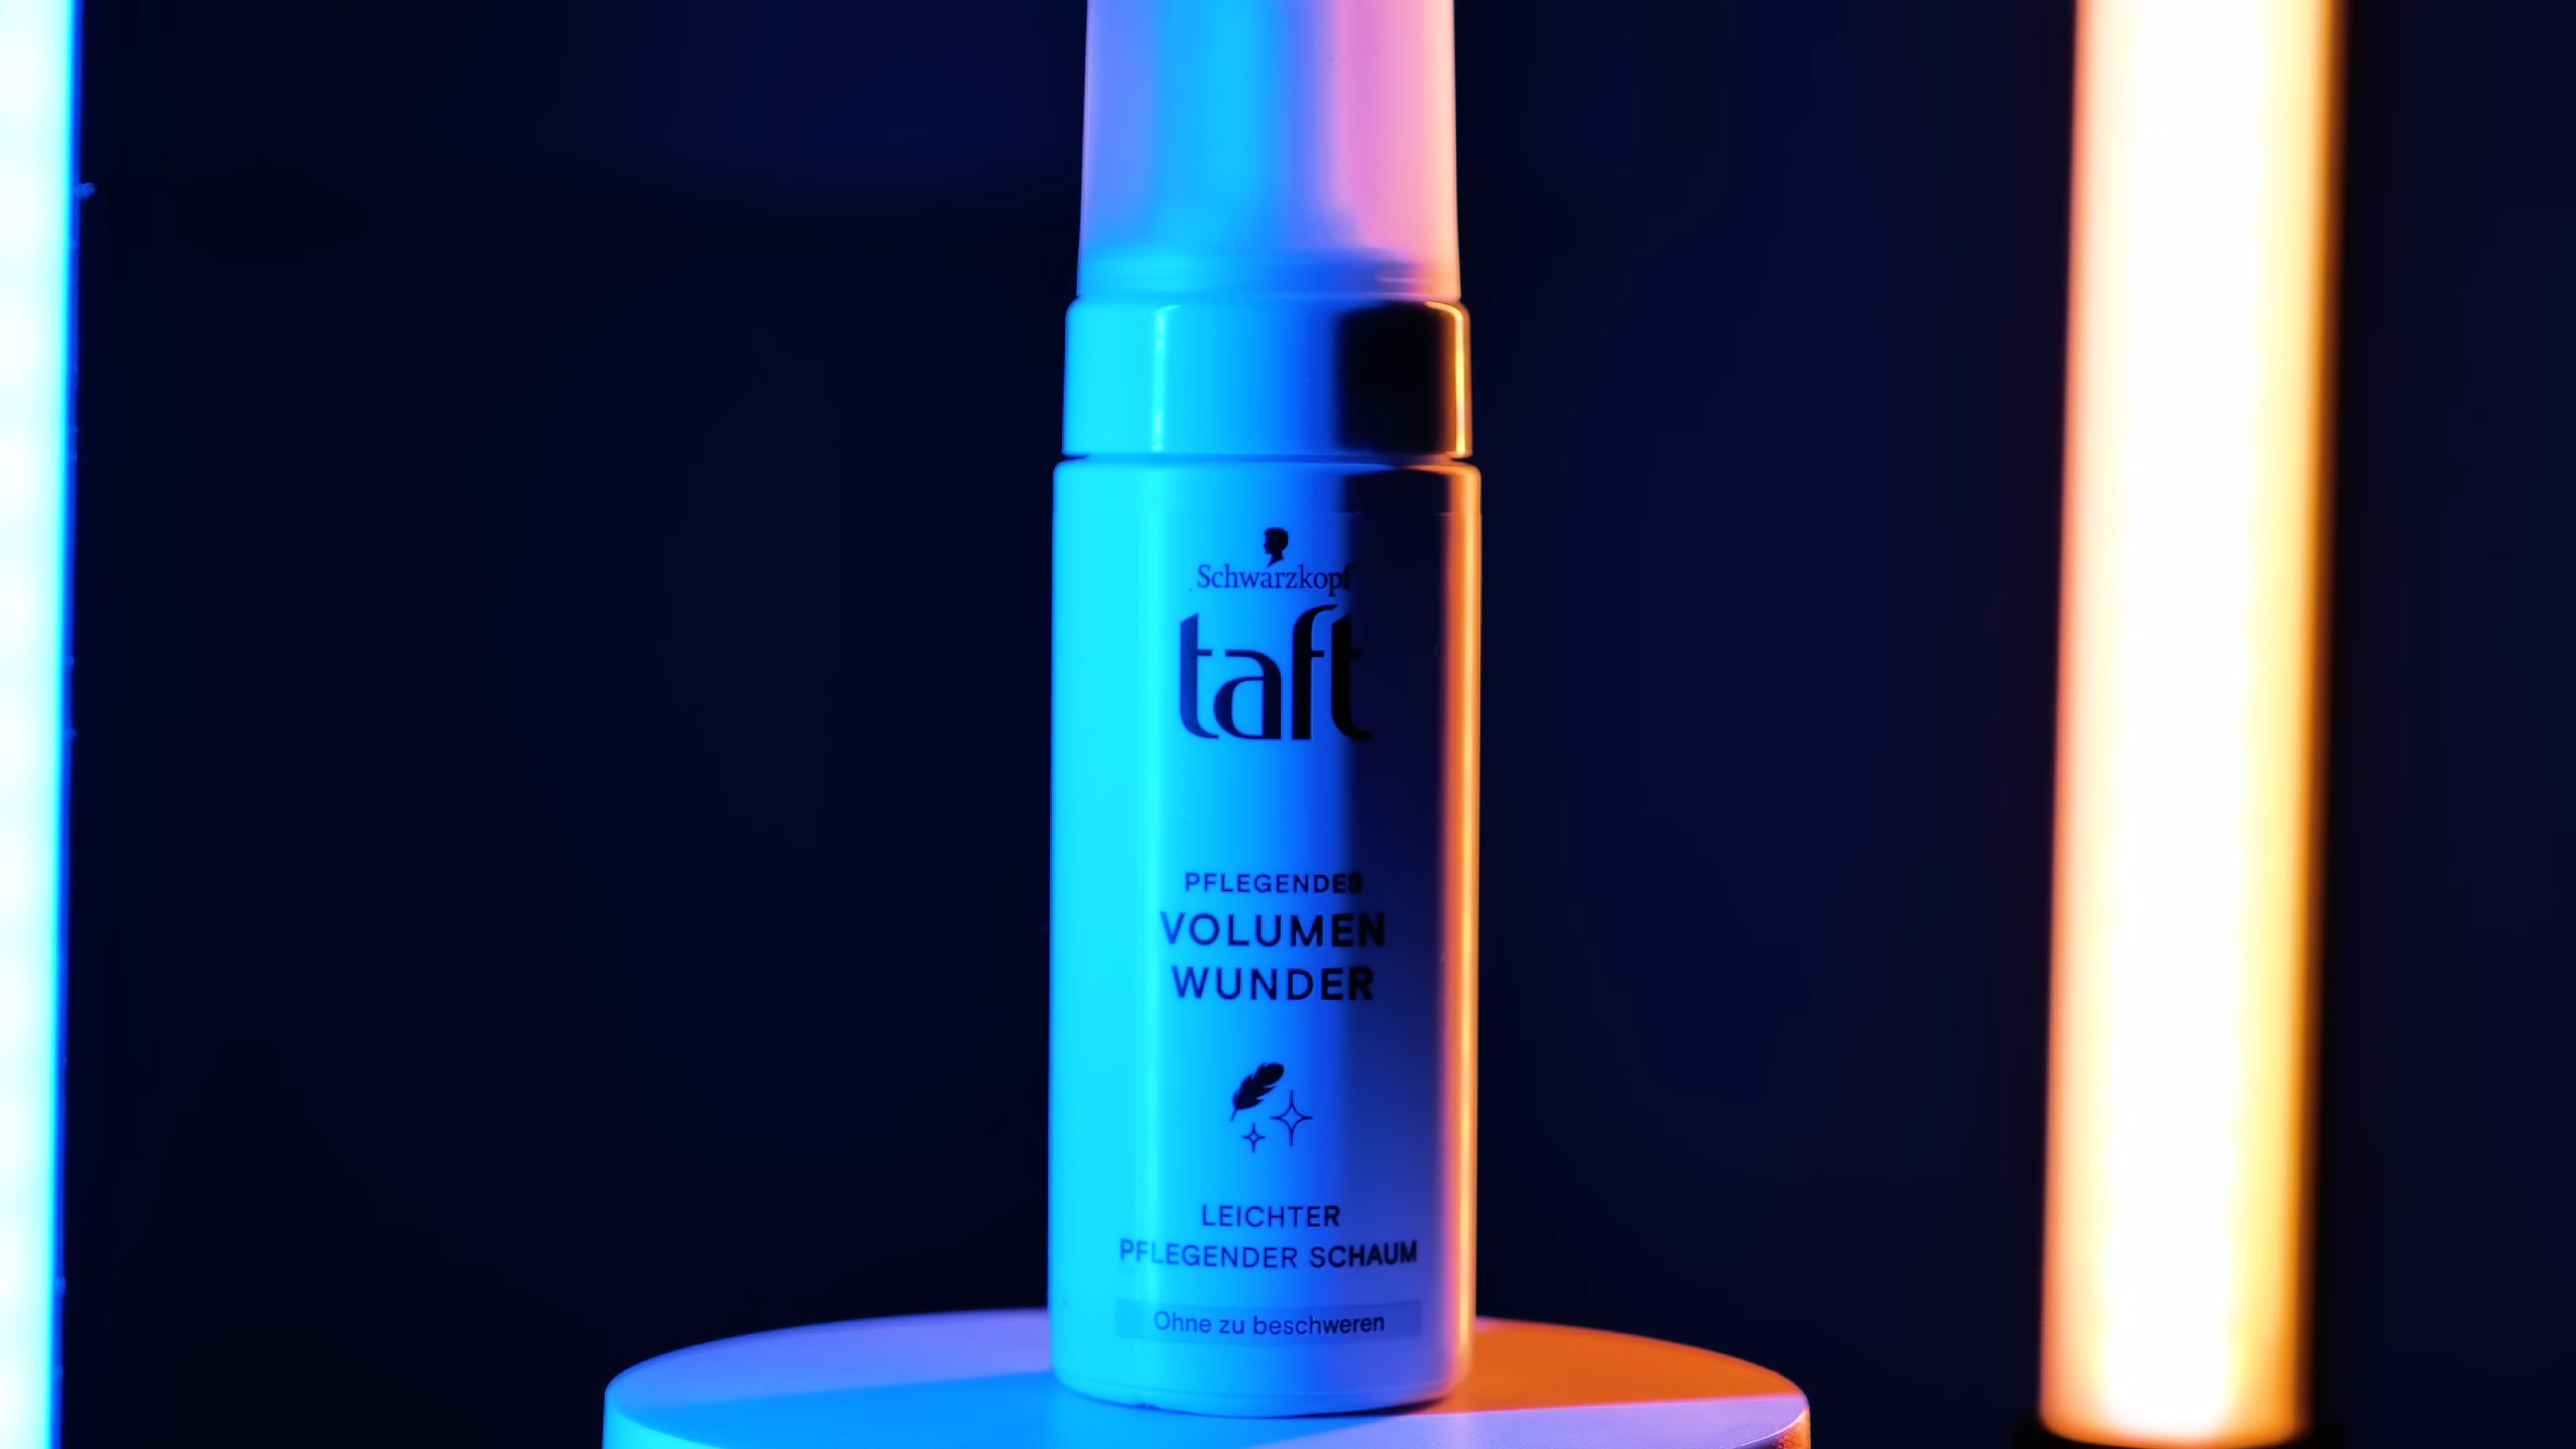 Schwarzkopf
taft
PFLEGENDES
VOLUMEN
WUNDER
LEICHTER
PFLEGENDER SCHAUM
Ohne zu beschweren